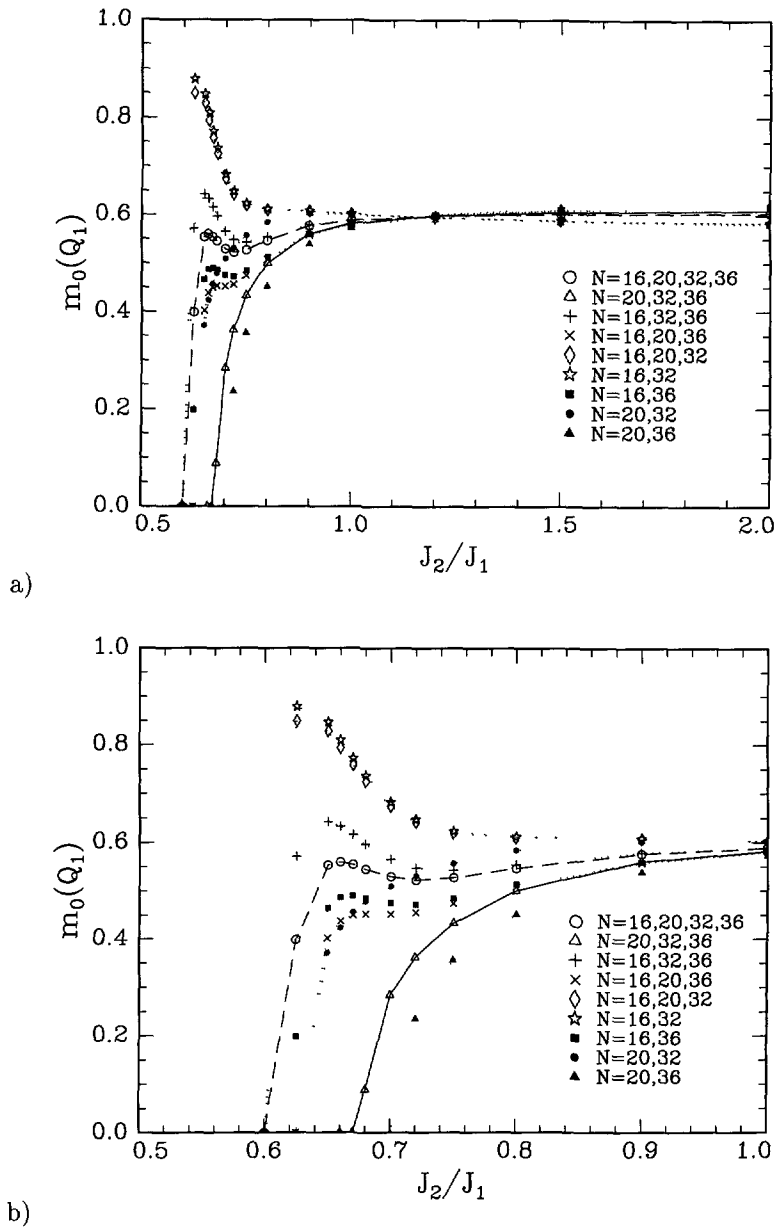 1.0
0.8
0.6
0.4
0.2
0.0
m₀(Q₁)
0.5
1.0
1.5
2.0
J₂/J₁
N=16,20,32,36
N=20,32,36
N=16,32,36
N=16,20,36
N=16,20,32
N=16,32
N=16,36
N=20,32
N=20,36
a)
1.0
0.8
0.6
0.4
0.2
0.0
m₀(Q₁)
0.5
0.6
0.7
0.8
0.9
1.0
J₂/J₁
N=16,20,32,36
N=20,32,36
N=16,32,36
N=16,20,36
N=16,20,32
N=16,32
N=16,36
N=20,32
N=20,36
b)